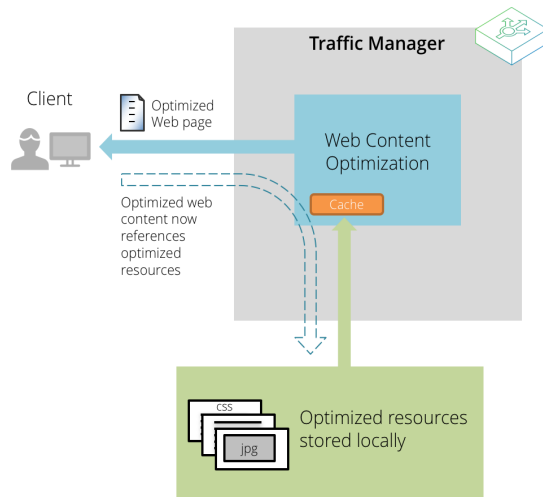 Traffic Manager
Client
Optimized
Web page
Web Content
Optimization
Cache
Optimized web
content now
references
optimized
resources
CSS
jpg
Optimized resources
stored locally